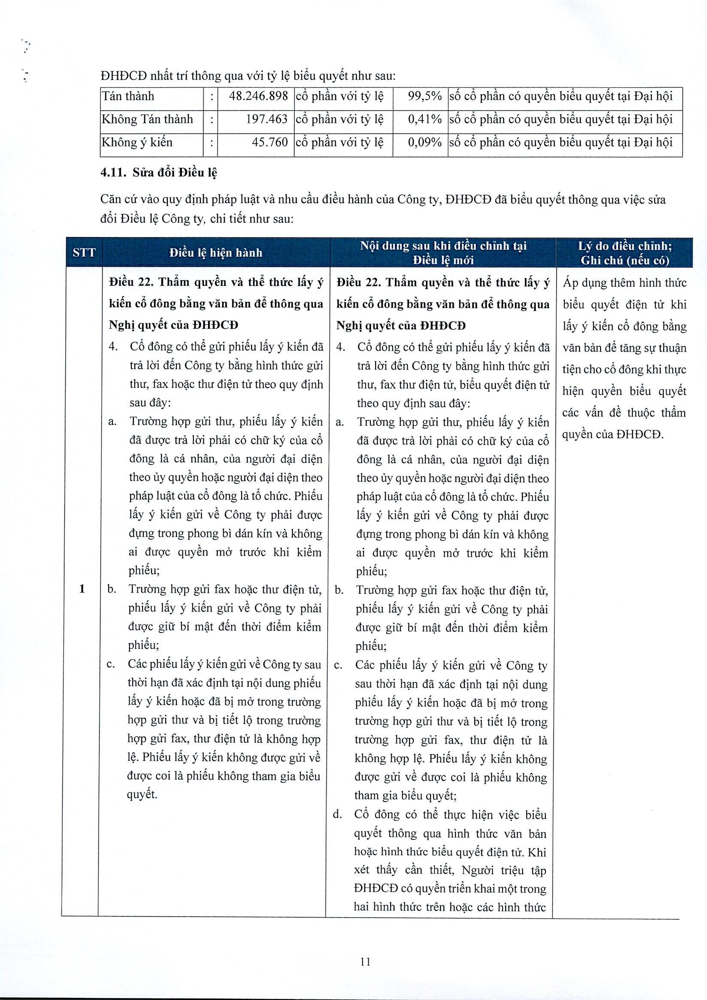 ĐHĐCĐ nhất trí thông qua với tỷ lệ biểu quyết như sau:
Tán thành : 48.246.898 cổ phần với tỷ lệ 99,5% số cổ phần có quyền biểu quyết tại Đại hội
Không Tán thành : 197.463 cổ phần với tỷ lệ 0,41% số cổ phần có quyền biểu quyết tại Đại hội
Không ý kiến : 45.760 cổ phần với tỷ lệ 0,09% số cổ phần có quyền biểu quyết tại Đại hội
4.11. Sửa đổi Điều lệ
Căn cứ vào quy định pháp luật và nhu cầu điều hành của Công ty, ĐHĐCĐ đã biểu quyết thông qua việc sửa
đổi Điều lệ Công ty, chi tiết như sau:
STT
Điều lệ hiện hành
Nội dung sau khi điều chỉnh tại
Điều lệ mới
Lý do điều chỉnh;
Ghi chú (nếu có)
1
Điều 22. Thẩm quyền và thể thức lấy ý
kiến cổ đông bằng văn bản để thông qua
Nghị quyết của ĐHĐCĐ
4. Cổ đông có thể gửi phiếu lấy ý kiến đã
trả lời đến Công ty bằng hình thức gửi
thư, fax hoặc thư điện tử theo quy định
sau đây:
a. Trường hợp gửi thư, phiếu lấy ý kiến
đã được trả lời phải có chữ ký của cổ
đông là cá nhân, của người đại diện
theo ủy quyền hoặc người đại diện theo
pháp luật của cổ đông là tổ chức. Phiếu
lấy ý kiến gửi về Công ty phải được
đựng trong phong bì dán kín và không
ai được quyền mở trước khi kiểm
phiếu;
b. Trường hợp gửi fax hoặc thư điện tử,
phiếu lấy ý kiến gửi về Công ty phải
được giữ bí mật đến thời điểm kiểm
phiếu;
c. Các phiếu lấy ý kiến gửi về Công ty sau
thời hạn đã xác định tại nội dung phiếu
lấy ý kiến hoặc đã bị mở trong trường
hợp gửi thư và bị tiết lộ trong trường
hợp gửi fax, thư điện tử là không hợp
lệ. Phiếu lấy ý kiến không được gửi về
được coi là phiếu không tham gia biểu
quyết.
Điều 22. Thẩm quyền và thể thức lấy ý
kiến cổ đông bằng văn bản để thông qua
Nghị quyết của ĐHĐCĐ
4. Cổ đông có thể gửi phiếu lấy ý kiến đã
trả lời đến Công ty bằng hình thức gửi
thư, fax thư điện tử, biểu quyết điện tử
theo quy định sau đây:
a. Trường hợp gửi thư, phiếu lấy ý kiến
đã được trả lời phải có chữ ký của cổ
đông là cá nhân, của người đại diện
theo ủy quyền hoặc người đại diện theo
pháp luật của cổ đông là tổ chức. Phiếu
lấy ý kiến gửi về Công ty phải được
đựng trong phong bì dán kín và không
ai được quyền mở trước khi kiểm
phiếu;
b. Trường hợp gửi fax hoặc thư điện tử,
phiếu lấy ý kiến gửi về Công ty phải
được giữ bí mật đến thời điểm kiểm
phiếu;
c. Các phiếu lấy ý kiến gửi về Công ty
sau thời hạn đã xác định tại nội dung
phiếu lấy ý kiến hoặc đã bị mở trong
trường hợp gửi thư và bị tiết lộ trong
trường hợp gửi fax, thư điện tử là
không hợp lệ. Phiếu lấy ý kiến không
được gửi về được coi là phiếu không
tham gia biểu quyết;
d. Cổ đông có thể thực hiện việc biểu
quyết thông qua hình thức văn bản
hoặc hình thức biểu quyết điện tử. Khi
xét thấy cần thiết, Người triệu tập
ĐHĐCĐ có quyền triển khai một trong
hai hình thức trên hoặc các hình thức
Áp dụng thêm hình thức
biểu quyết điện tử khi
lấy ý kiến cổ đông bằng
văn bản để tăng sự thuận
tiện cho cổ đông khi thực
hiện quyền biểu quyết
các vấn đề thuộc thẩm
quyền của ĐHĐCĐ.
11